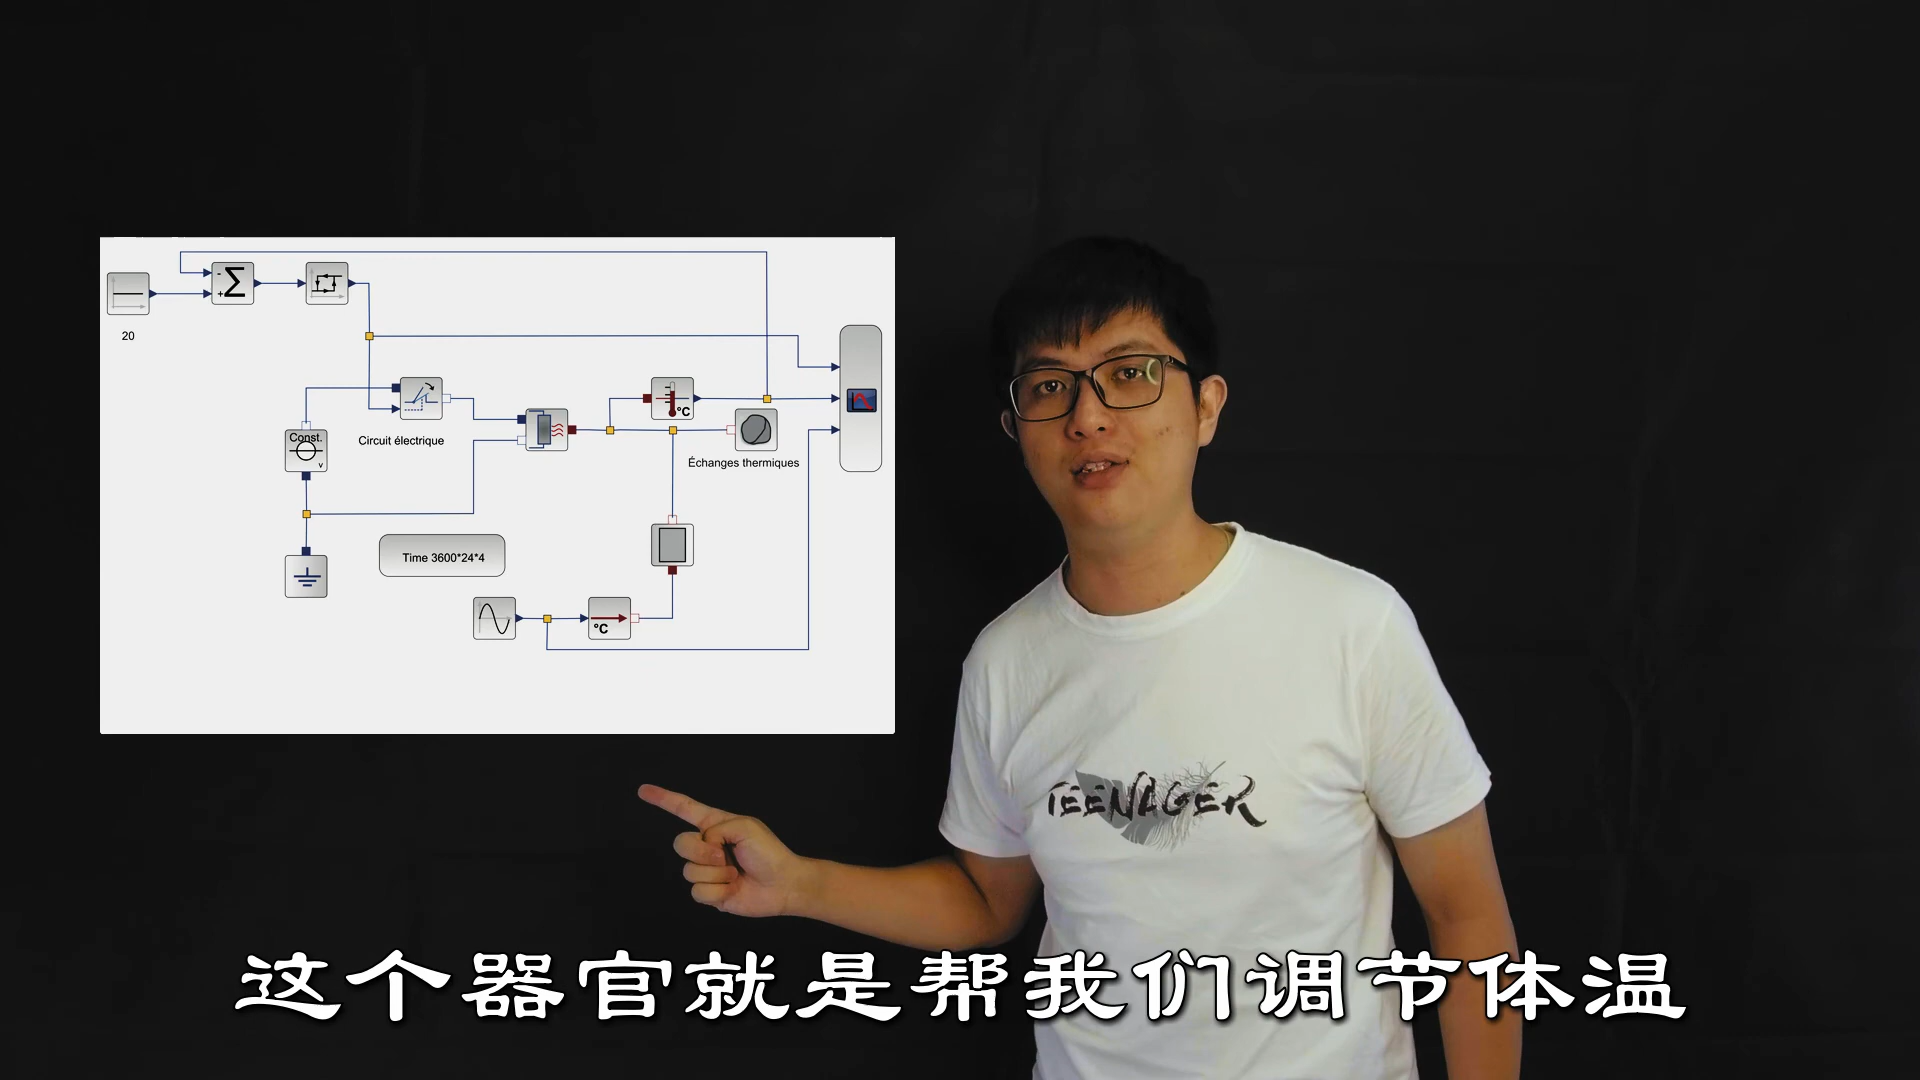 - Σ
+
20
°C
Const.
v
Circuit électrique
Échanges thermiques
Time 3600*24*4
°C
TEENAGER
这个器官就是帮我们调节体温